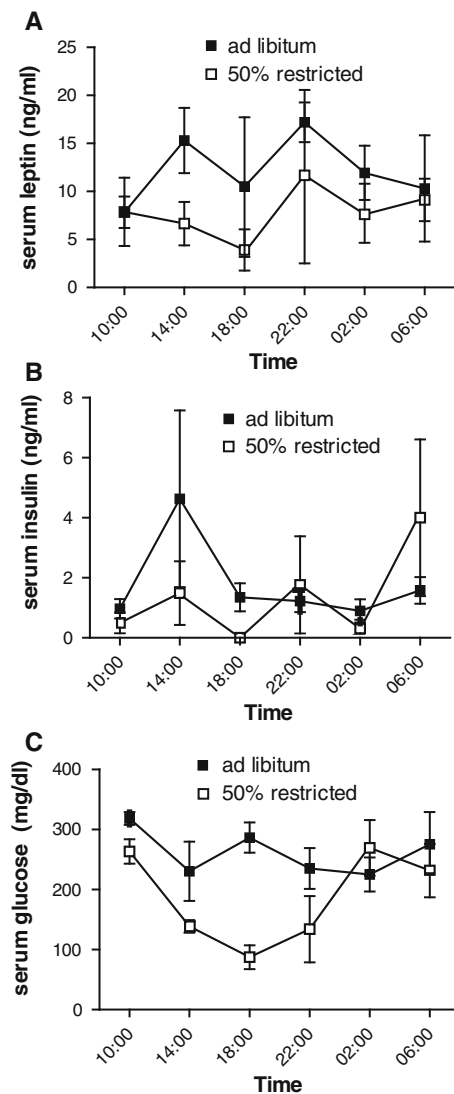 A
ad libitum
50% restricted
serum leptin (ng/ml)
25
20
15
10
5
0
10:00
14:00
18:00
22:00
02:00
06:00
Time
B
ad libitum
50% restricted
serum insulin (ng/ml)
8
6
4
2
0
10:00
14:00
18:00
22:00
02:00
06:00
Time
C
ad libitum
50% restricted
serum glucose (mg/dl)
400
300
200
100
0
10:00
14:00
18:00
22:00
02:00
06:00
Time